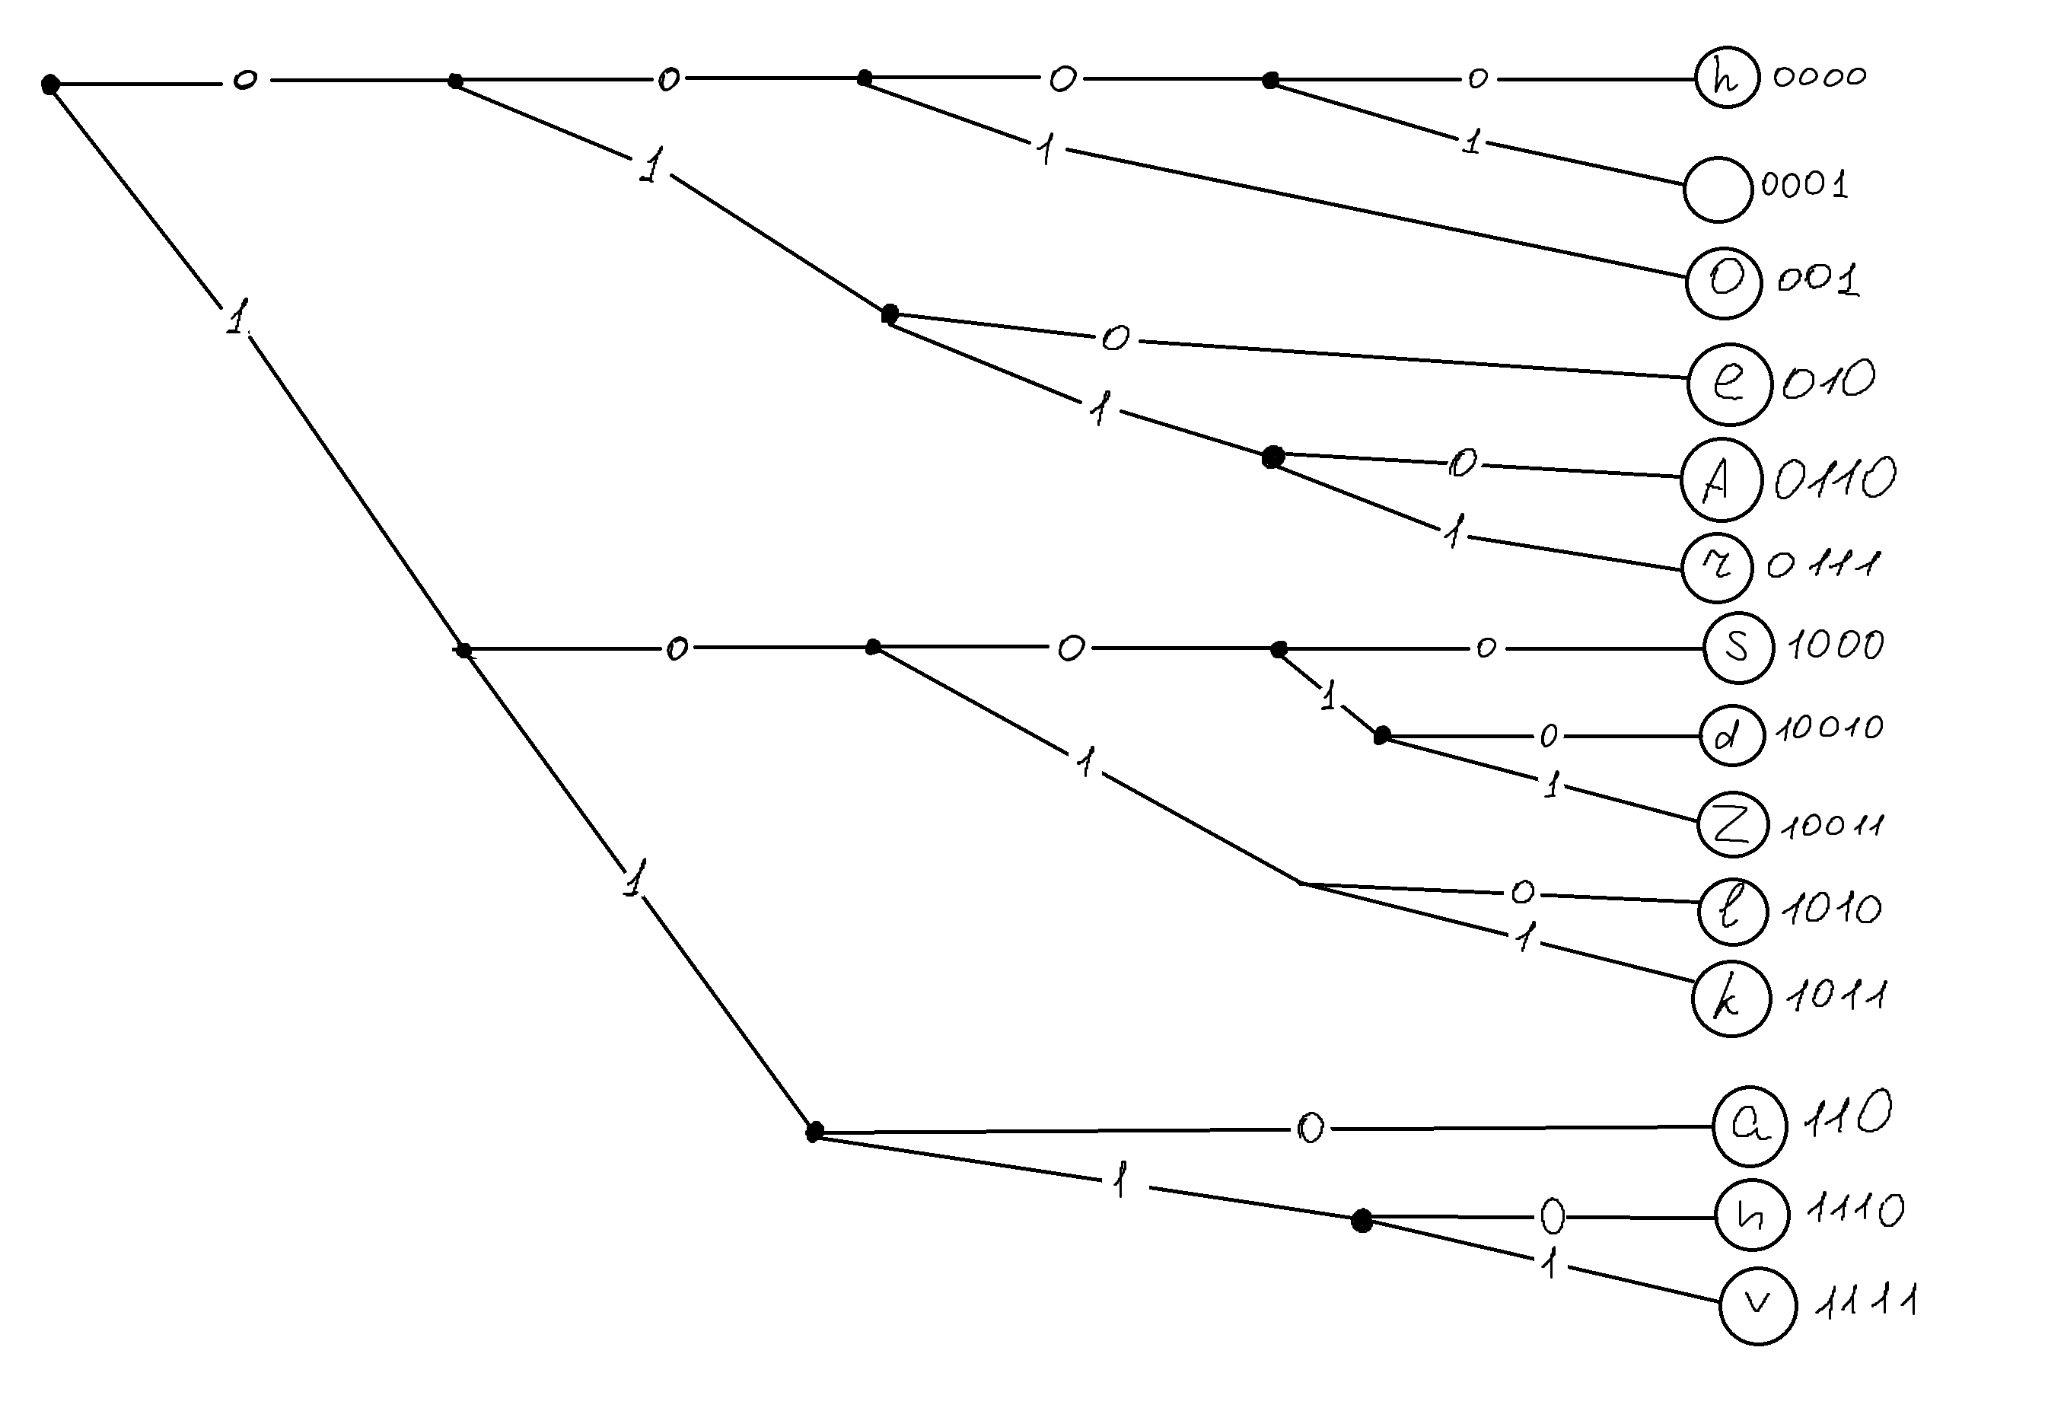 0 0 0 0 h 0000
1 0001
1 1 0 001
1 0 e 010
1 0 A 0110
1 r 0111
0 0 0 s 1000
1 0 d 10010
1 1 z 10011
1 0 l 1010
1 k 1011
0 a 110
1 0 h 1110
1 v 1111